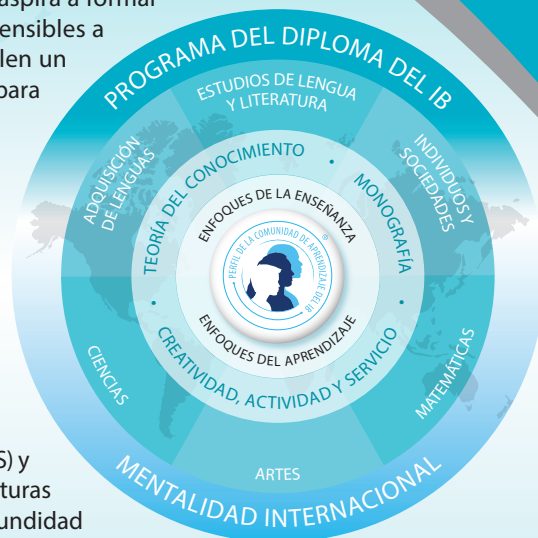 aspira a formar
ensibles a
len un
para
PROGRAMA DEL DIPLOMA DEL IB
ESTUDIOS DE LENGUA
Y LITERATURA
ADQUISICIÓN
DE LENGUAS
INDIVIDUOS Y
SOCIEDADES
TEORÍA DEL CONOCIMIENTO
•
MONOGRAFÍA
•
ENFOQUES DE LA ENSEÑANZA
PERFIL DE LA COMUNIDAD DE APRENDIZAJE DEL IB
®
ENFOQUES DEL APRENDIZAJE
•
CREATIVIDAD, ACTIVIDAD Y SERVICIO
CIENCIAS
MATEMÁTICAS
ARTES
MENTALIDAD INTERNACIONAL
S) y
turas
undidad